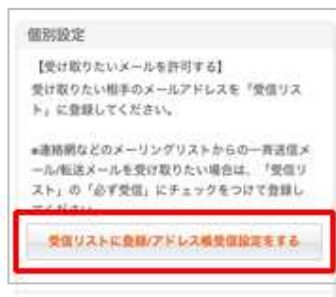 個別設定
【受け取りたいメールを許可する】
受け取りたい相手のメールアドレスを「受信リス
ト」に登録してください。
※連絡網などのメーリングリストからの一斉送信メ
ール/転送メールを受け取りたい場合は、「受信リ
スト」の「必ず受信」にチェックをつけて登録し
てください。
受信リストに登録/アドレス帳受信設定をする